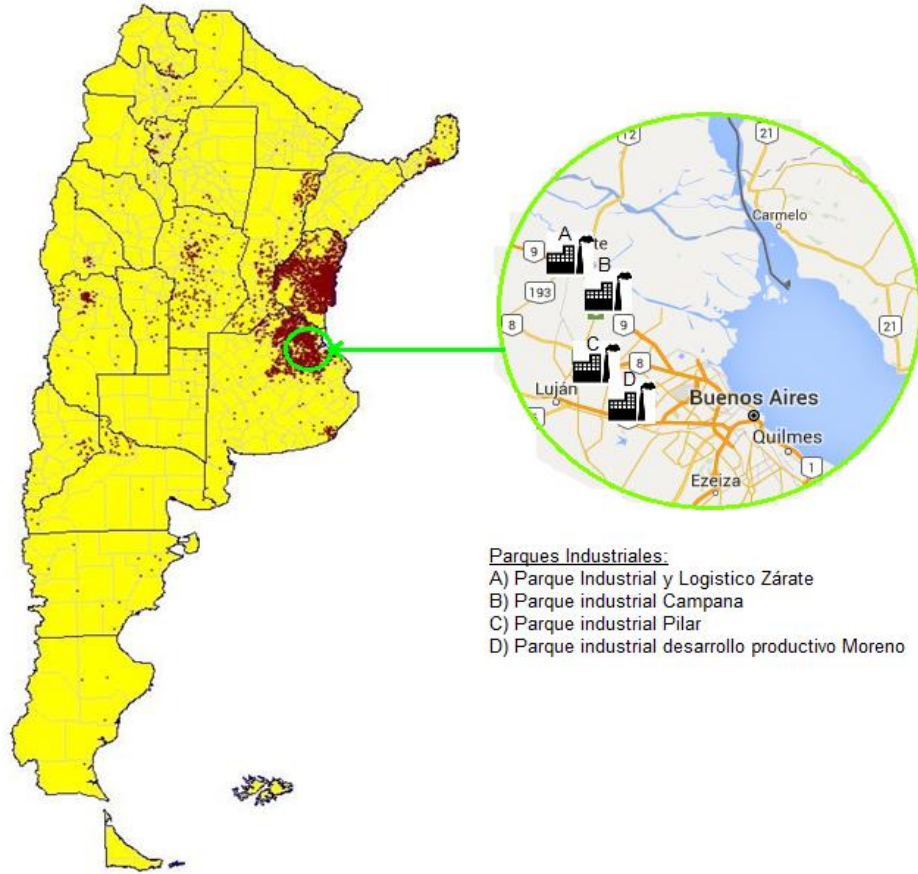 12
21
Carmelo
A
te
9
B
193
8
9
21
C
8
D
Luján
Buenos Aires
Quilmes
Ezeiza
1
Parques Industriales:
A) Parque Industrial y Logistico Zárate
B) Parque industrial Campana
C) Parque industrial Pilar
D) Parque industrial desarrollo productivo Moreno